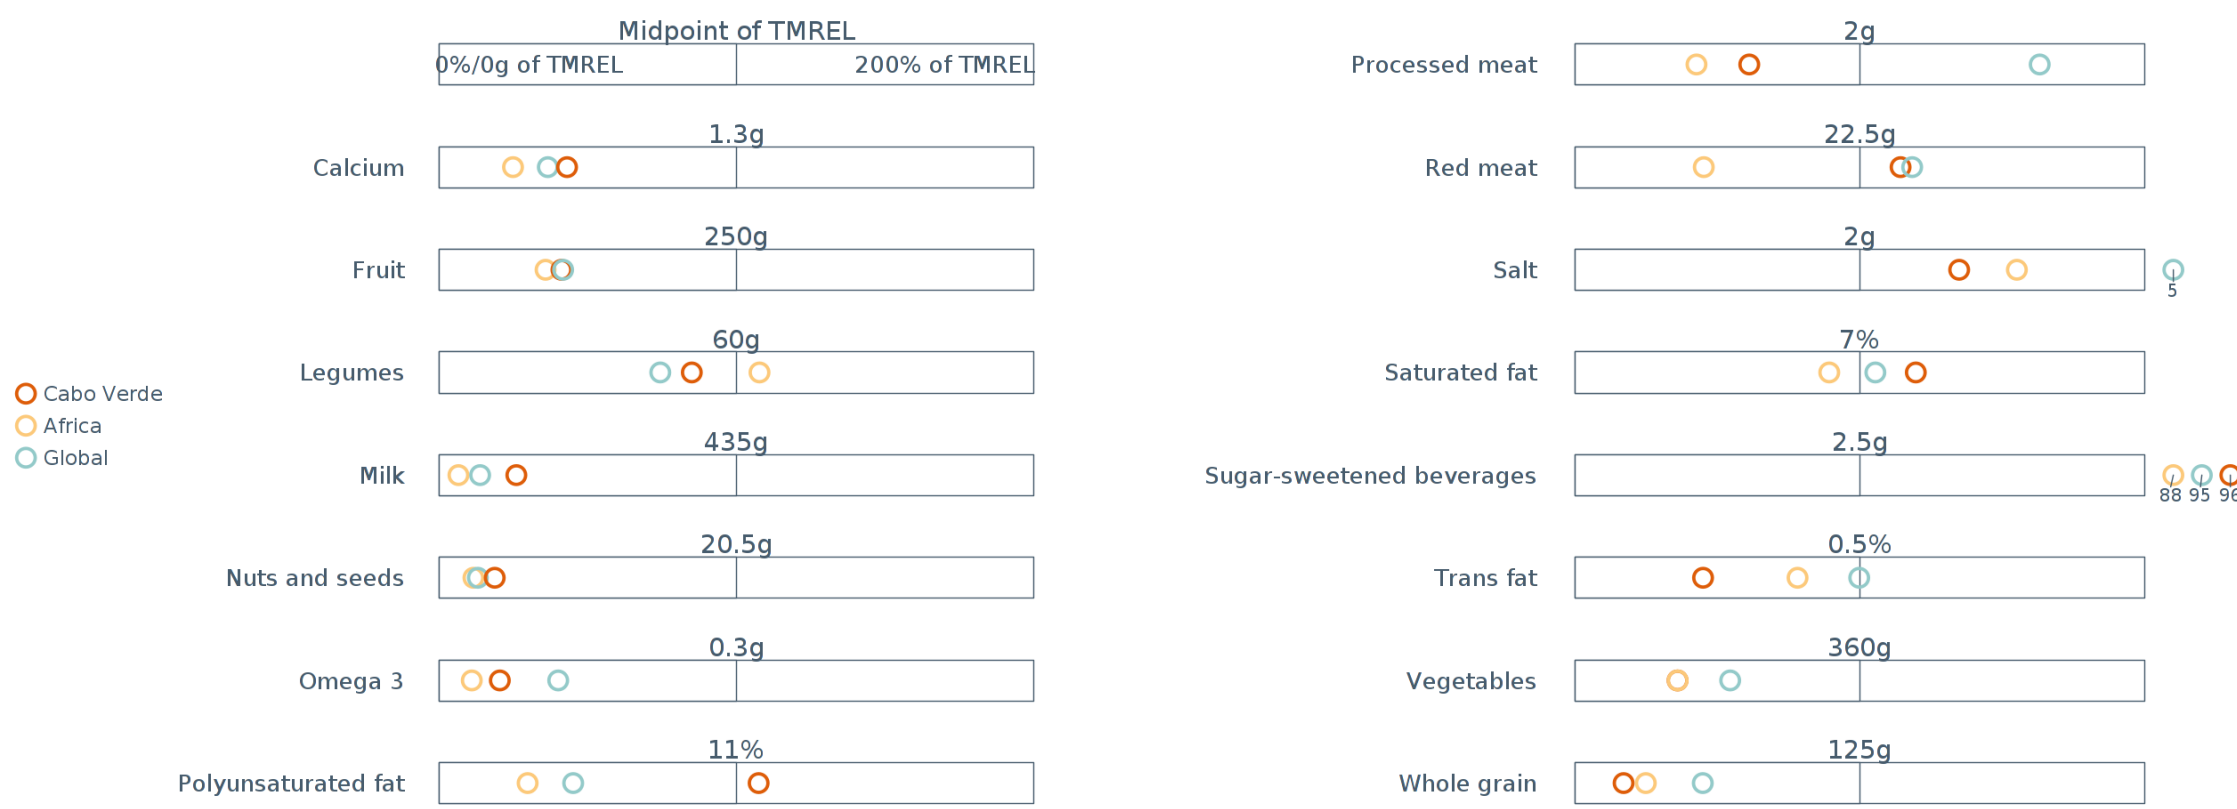 Midpoint of TMREL
0%/0g of TMREL
200% of TMREL
1.3g
Calcium
250g
Fruit
60g
Legumes
435g
Milk
20.5g
Nuts and seeds
0.3g
Omega 3
11%
Polyunsaturated fat
Cabo Verde
Africa
Global
2g
Processed meat
22.5g
Red meat
2g
Salt
5
7%
Saturated fat
2.5g
Sugar-sweetened beverages
88 95 96
0.5%
Trans fat
360g
Vegetables
125g
Whole grain